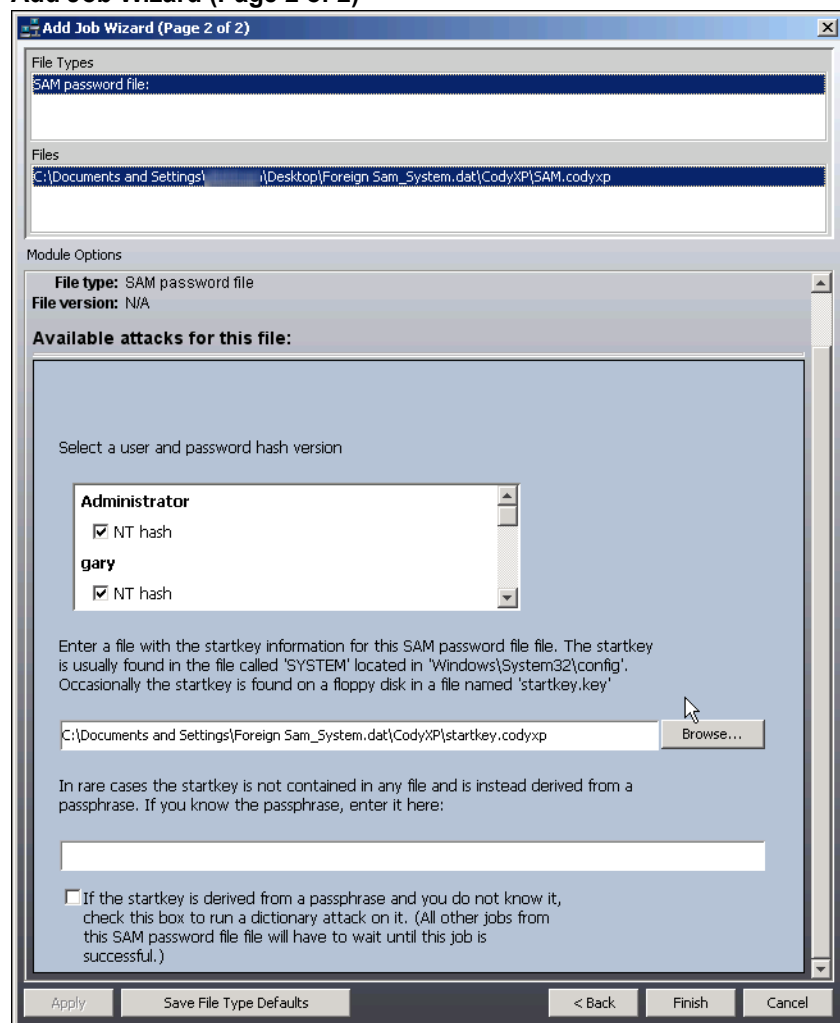 Add Job Wizard (Page 2 of 2)
File Types
SAM password file:
Files
C:\Documents and Settings\ \Desktop\Foreign Sam_System.dat\CodyXP\SAM.codyxp
Module Options
File type: SAM password file
File version: N/A
Available attacks for this file:
Select a user and password hash version
Administrator
NT hash
gary
NT hash
Enter a file with the startkey information for this SAM password file file. The startkey
is usually found in the file called 'SYSTEM' located in 'Windows\System32\config'.
Occasionally the startkey is found on a floppy disk in a file named 'startkey.key'
C:\Documents and Settings\Foreign Sam_System.dat\CodyXP\startkey.codyxp
Browse...
In rare cases the startkey is not contained in any file and is instead derived from a
passphrase. If you know the passphrase, enter it here:
If the startkey is derived from a passphrase and you do not know it,
check this box to run a dictionary attack on it. (All other jobs from
this SAM password file file will have to wait until this job is
successful.)
Apply Save File Type Defaults < Back Finish Cancel